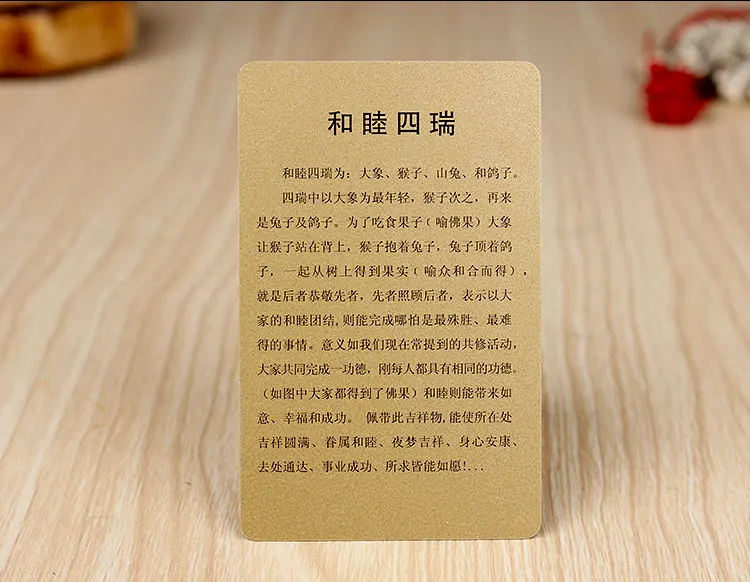 和睦四瑞
和睦四瑞为：大象、猴子、山兔、和鸽子。
四瑞中以大象为最年轻，猴子次之，再来
是兔子及鸽子。为了吃食果子（喻佛果）大象
让猴子站在背上，猴子抱着兔子，兔子顶着鸽
子，一起从树上得到果实（喻众和合而得），
就是后者恭敬先者，先者照顾后者，表示以大
家的和睦团结,则能完成哪怕是最殊胜、最难
得的事情。意义如我们现在常提到的共修活动，
大家共同完成一功德，刚每人都具有相同的功德。
（如图中大家都得到了佛果）和睦则能带来如
意、幸福和成功。 佩带此吉祥物,能使所在处
吉祥圆满、眷属和睦、夜梦吉祥、身心安康、
去处通达、事业成功、所求皆能如愿!...